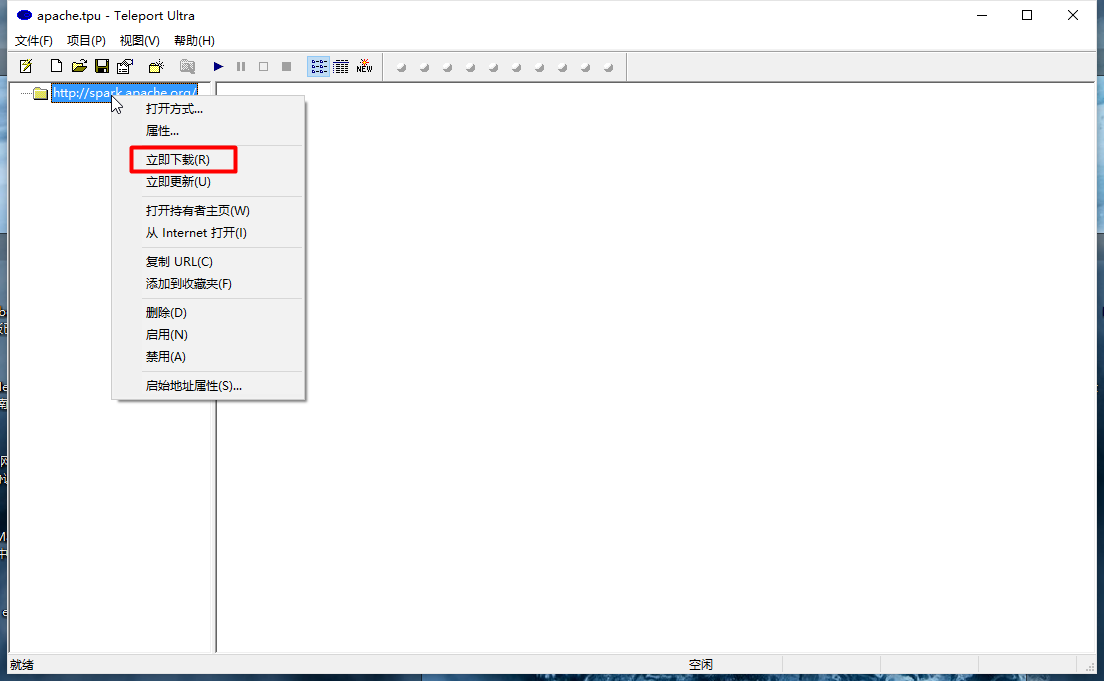 apache.tpu - Teleport Ultra
文件(F) 项目(P) 视图(V) 帮助(H)
NEW
http://spark.apache.org/
打开方式...
属性...
立即下载(R)
立即更新(U)
打开持有者主页(W)
从 Internet 打开(I)
复制 URL(C)
添加到收藏夹(F)
删除(D)
启用(N)
禁用(A)
启始地址属性(S)...
就绪 空闲